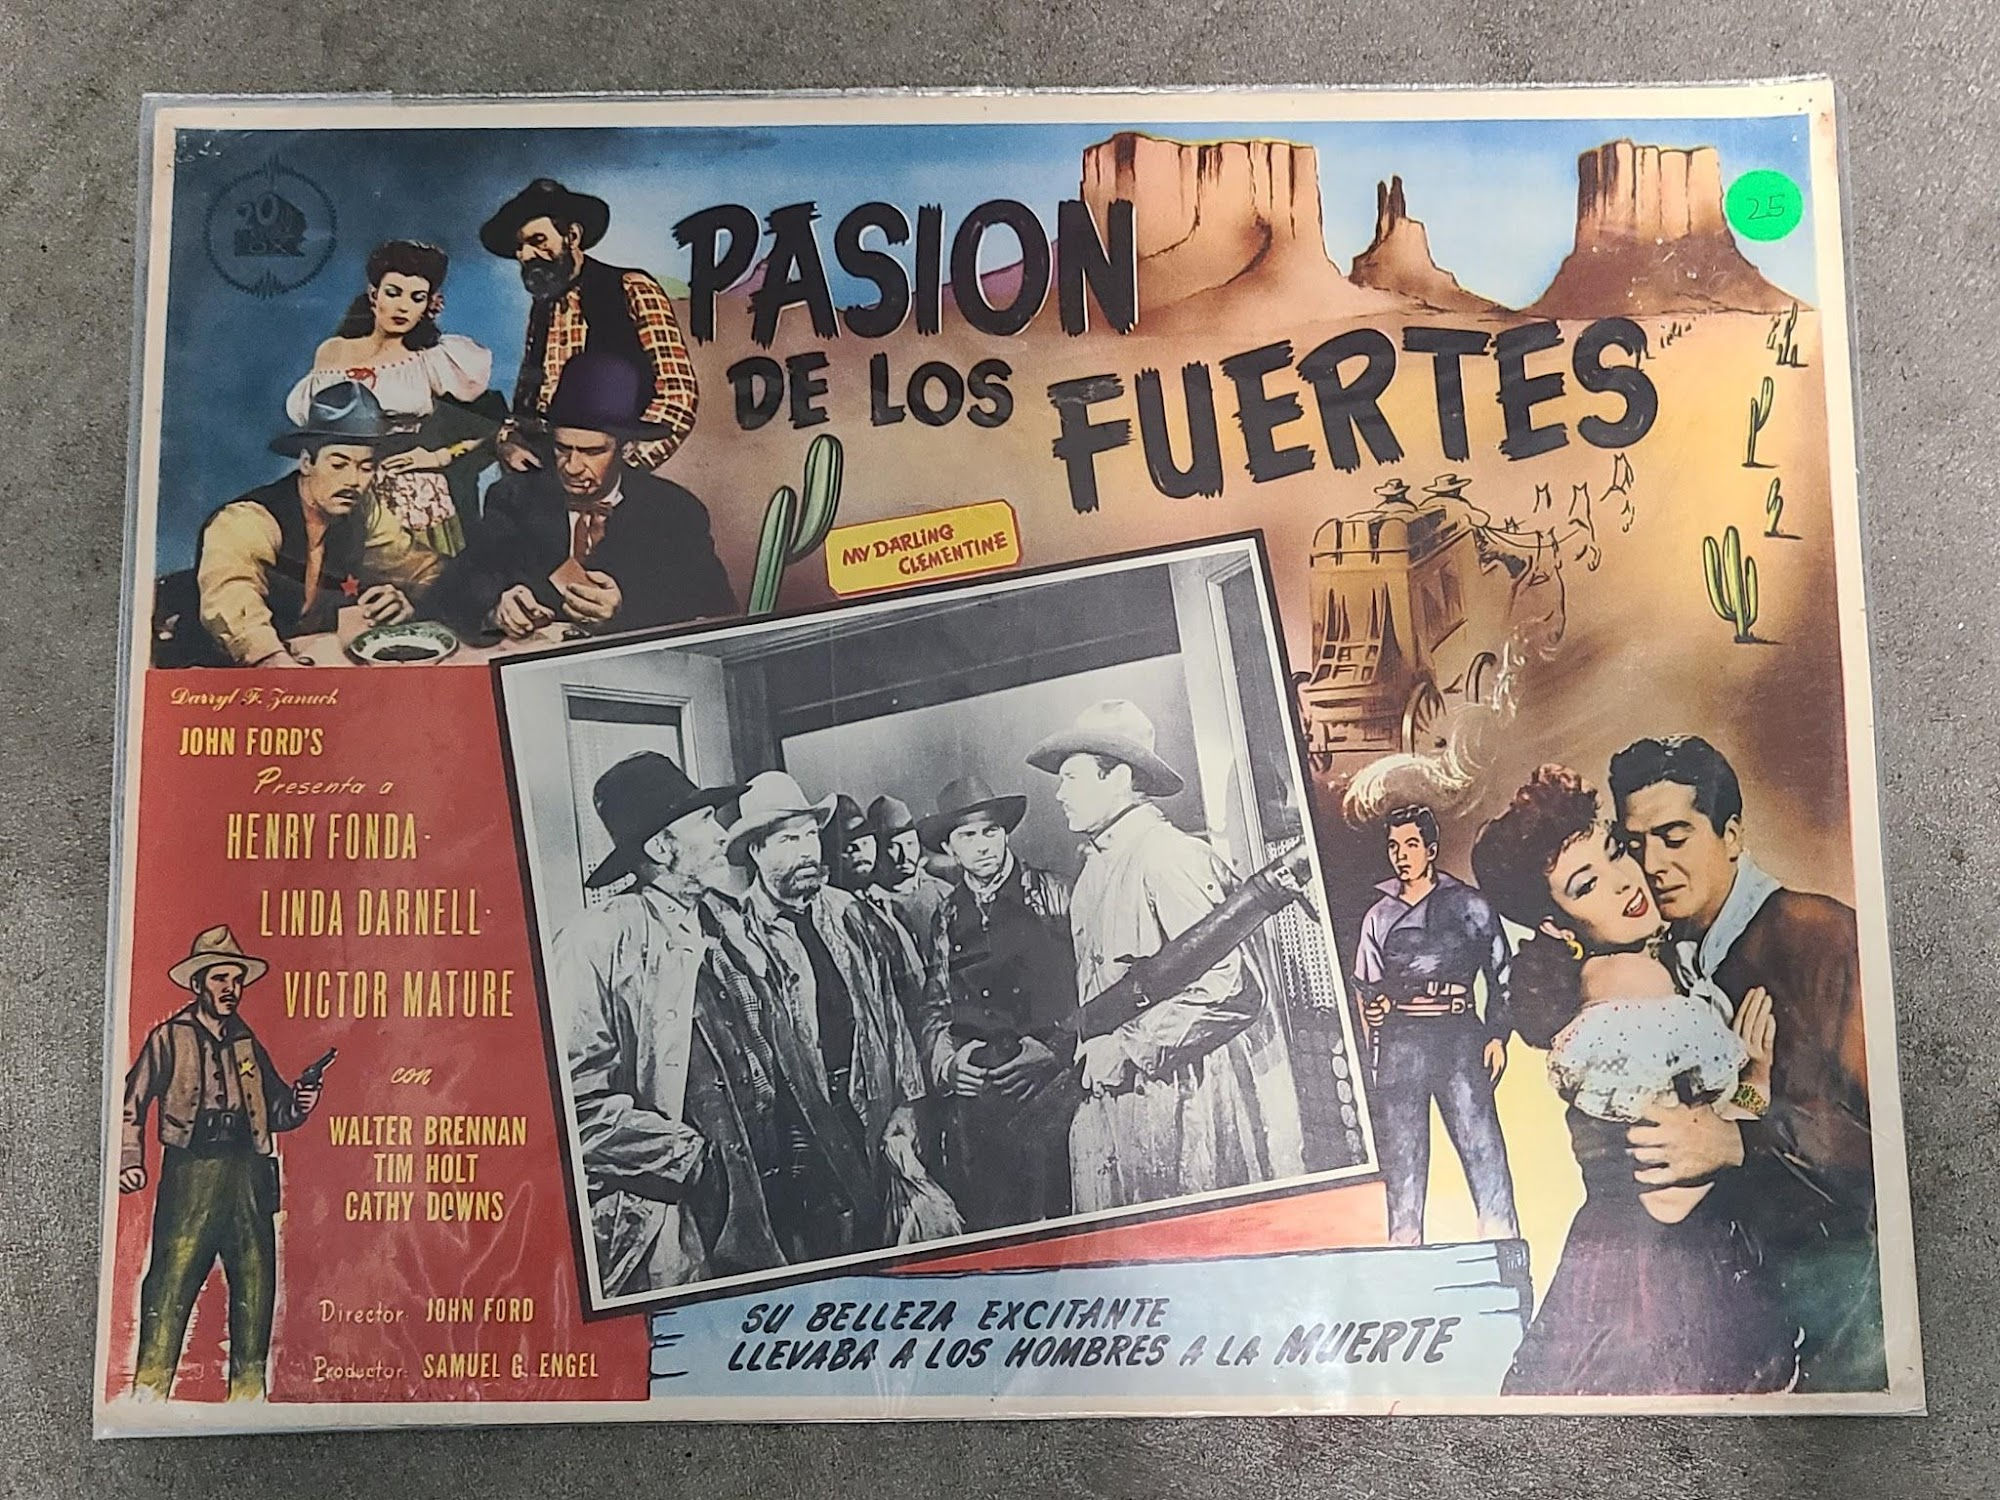 20th
FOX
PASION
DE LOS FUERTES
25
MY DARLING
CLEMENTINE
Darryl F. Zanuck
JOHN FORD'S
Presenta a
HENRY FONDA-
LINDA DARNELL-
VICTOR MATURE
con
WALTER BRENNAN
TIM HOLT
CATHY DOWNS
Director: JOHN FORD
Productor: SAMUEL G. ENGEL
SU BELLEZA EXCITANTE
LLEVABA A LOS HOMBRES A LA MUERTE